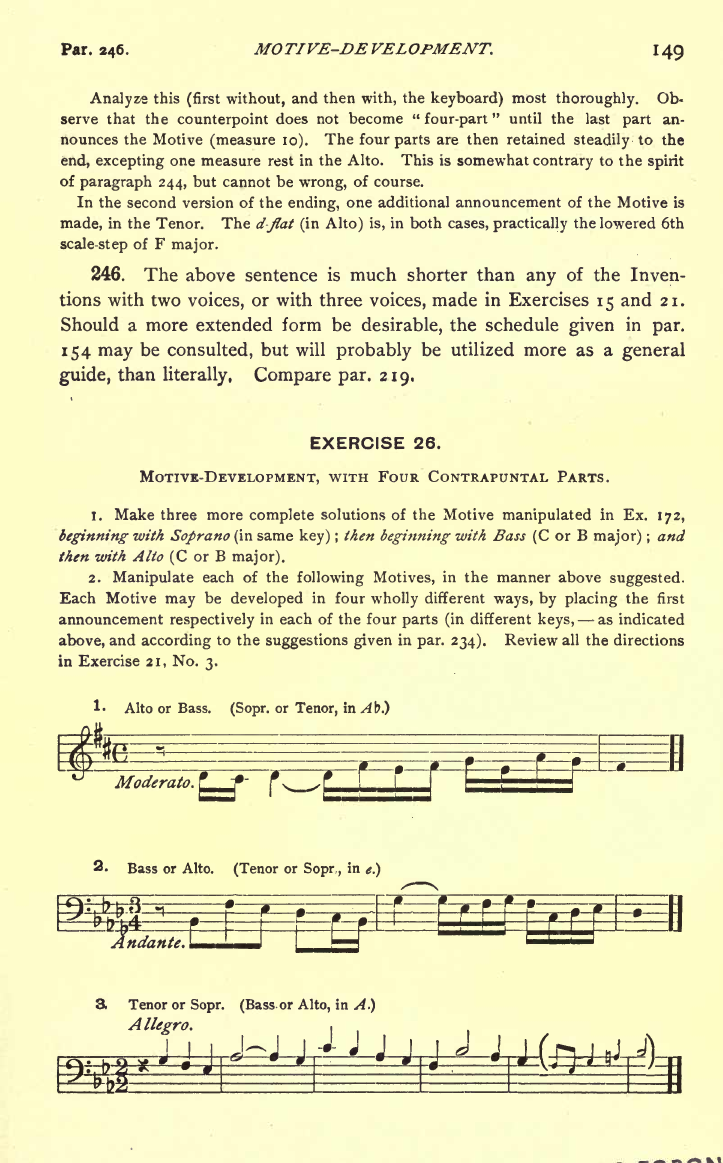 Par. 246. MOTIVE-DEVELOPMENT. 149
Analyze this (first without, and then with, the keyboard) most thoroughly. Ob-
serve that the counterpoint does not become “four-part” until the last part an-
nounces the Motive (measure 10). The four parts are then retained steadily to the
end, excepting one measure rest in the Alto. This is somewhat contrary to the spirit
of paragraph 244, but cannot be wrong, of course.
In the second version of the ending, one additional announcement of the Motive is
made, in the Tenor. The d-flat (in Alto) is, in both cases, practically the lowered 6th
scale-step of F major.
246. The above sentence is much shorter than any of the Inven-
tions with two voices, or with three voices, made in Exercises 15 and 21.
Should a more extended form be desirable, the schedule given in par.
154 may be consulted, but will probably be utilized more as a general
guide, than literally. Compare par. 219.
EXERCISE 26.
MOTIVE-DEVELOPMENT, WITH FOUR CONTRAPUNTAL PARTS.
1. Make three more complete solutions of the Motive manipulated in Ex. 172,
beginning with Soprano (in same key); then beginning with Bass (C or B major); and
then with Alto (C or B major).
2. Manipulate each of the following Motives, in the manner above suggested.
Each Motive may be developed in four wholly different ways, by placing the first
announcement respectively in each of the four parts (in different keys,— as indicated
above, and according to the suggestions given in par. 234). Review all the directions
in Exercise 21, No. 3.
1. Alto or Bass. (Sopr. or Tenor, in A♭.)
Moderato.
2. Bass or Alto. (Tenor or Sopr., in e.)
3
4
Andante.
3. Tenor or Sopr. (Bass or Alto, in A.)
Allegro.
2
2